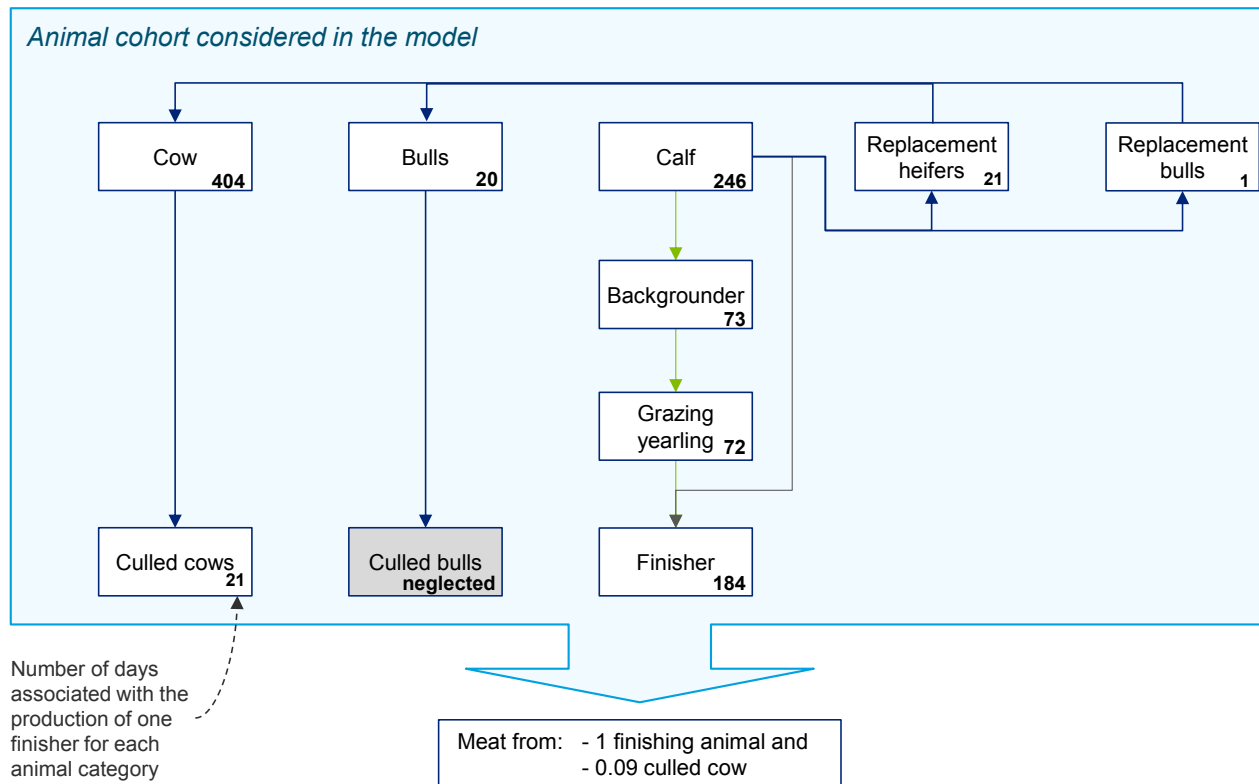 Animal cohort considered in the model
Cow
404
Bulls
20
Calf
246
Replacement
heifers
21
Replacement
bulls
1
Backgrounder
73
Grazing
yearling
72
Culled cows
21
Culled bulls
neglected
Finisher
184
Number of days
associated with the
production of one
finisher for each
animal category
Meat from: - 1 finishing animal and
- 0.09 culled cow